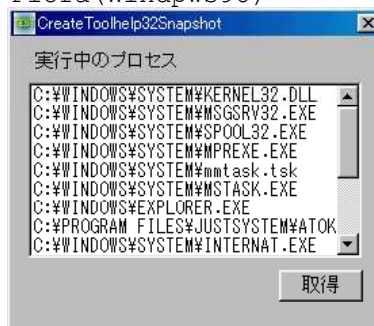 CreateToolhelp32Snapshot
実行中のプロセス
C:¥WINDOWS¥SYSTEM¥KERNEL32.DLL
C:¥WINDOWS¥SYSTEM¥MSGSRV32.EXE
C:¥WINDOWS¥SYSTEM¥SPOOL32.EXE
C:¥WINDOWS¥SYSTEM¥MPREXE.EXE
C:¥WINDOWS¥SYSTEM¥mmtask.tsk
C:¥WINDOWS¥SYSTEM¥MSTASK.EXE
C:¥WINDOWS¥EXPLORER.EXE
C:¥PROGRAM FILES¥JUSTSYSTEM¥ATOK
C:¥WINDOWS¥SYSTEM¥INTERNAT.EXE
取得